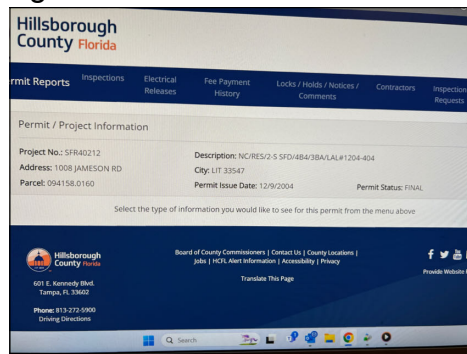 Hillsborough
County Florida
rmit Reports
Inspections
Electrical
Releases
Fee Payment
History
Locks / Holds / Notices /
Comments
Contractors
Inspection
Requests
Permit / Project Information
Project No.: SFR40212
Description: NC/RES/2-S SFD/4B4/3BA/LAL#1204-404
Address: 1008 JAMESON RD
City: LIT 33547
Parcel: 094158.0160
Permit Issue Date: 12/9/2004
Permit Status: FINAL
Select the type of information you would like to see for this permit from the menu above
Hillsborough
County Florida
601 E. Kennedy Blvd.
Tampa, FL 33602
Phone: 813-272-5900
Driving Directions
Board of County Commissioners | Contact Us | County Locations |
Jobs | HCFL Alert Information | Accessibility | Privacy
Translate This Page
Provide Website
Search